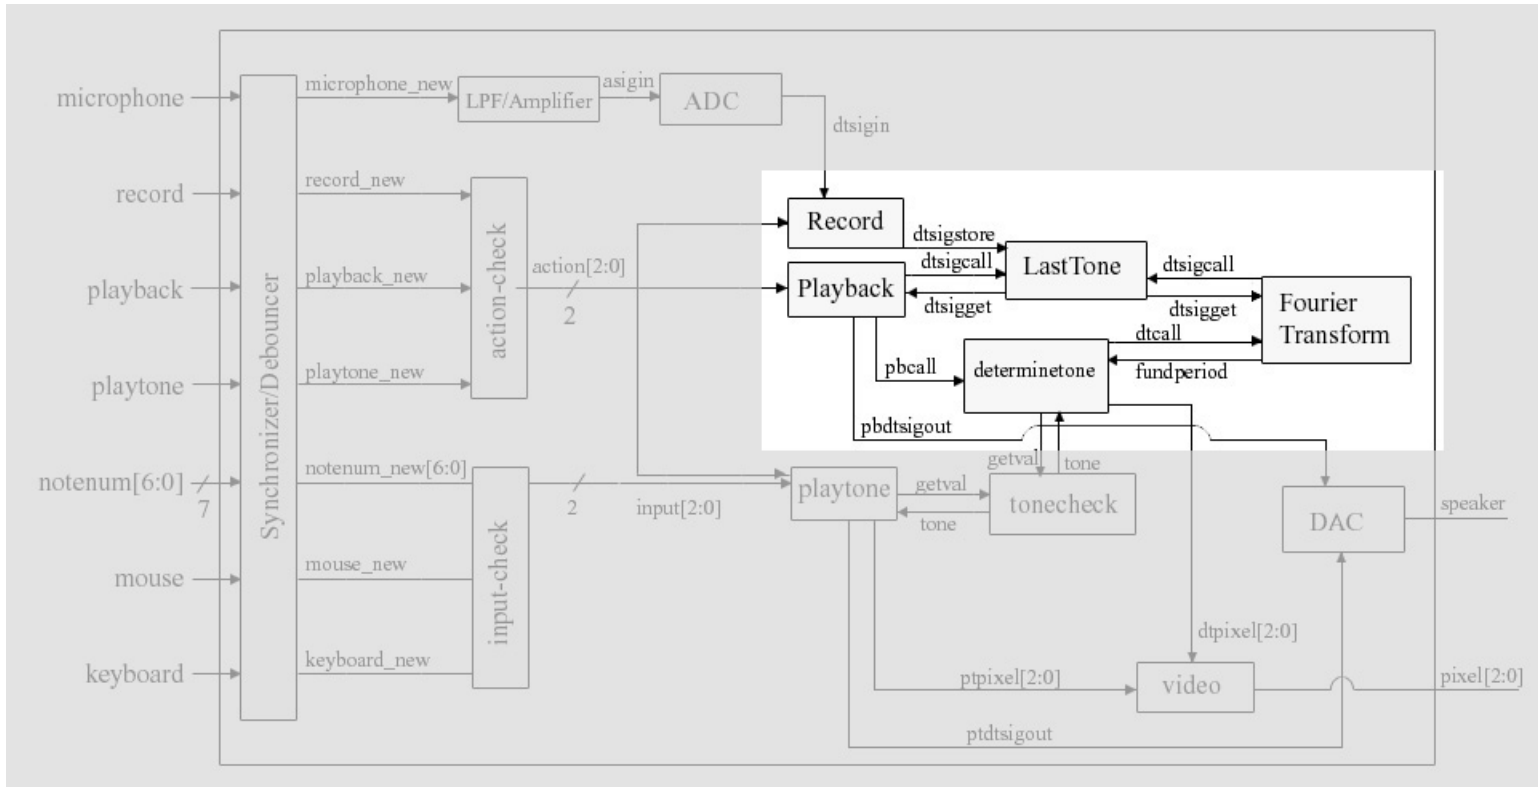 microphone
record
playback
playtone
notenum[6:0]
7
mouse
keyboard
Synchronizer/Debouncer
microphone_new
record_new
playback_new
playtone_new
notenum_new[6:0]
mouse_new
keyboard_new
LPF/Amplifier
asigin
ADC
dtsigin
action-check
action[2:0]
2
input-check
2
input[2:0]
Record
dtsigstore
Playback
dtsigcall
dtsigget
LastTone
dtsigcall
dtsigget
Fourier
Transform
dtcall
fundperiod
pbcall
determinetone
pbdtsigout
getval
tone
playtone
getval
tone
tonecheck
DAC
speaker
dtpixel[2:0]
ptpixel[2:0]
video
pixel[2:0]
ptdtsigout